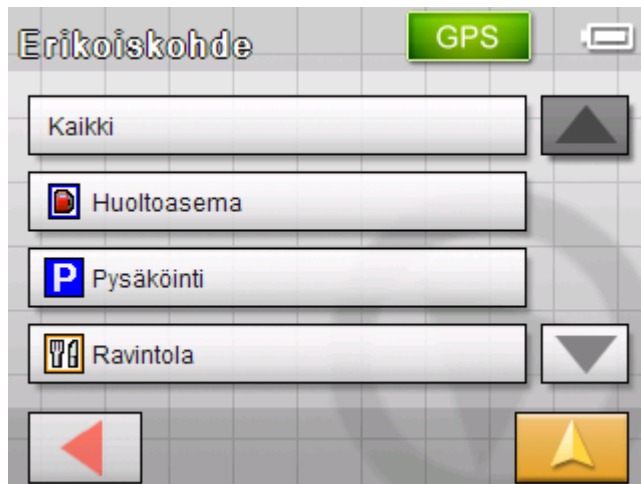 Erikoiskohde
GPS
Kaikki
Huoltoasema
P Pysäköinti
Ravintola